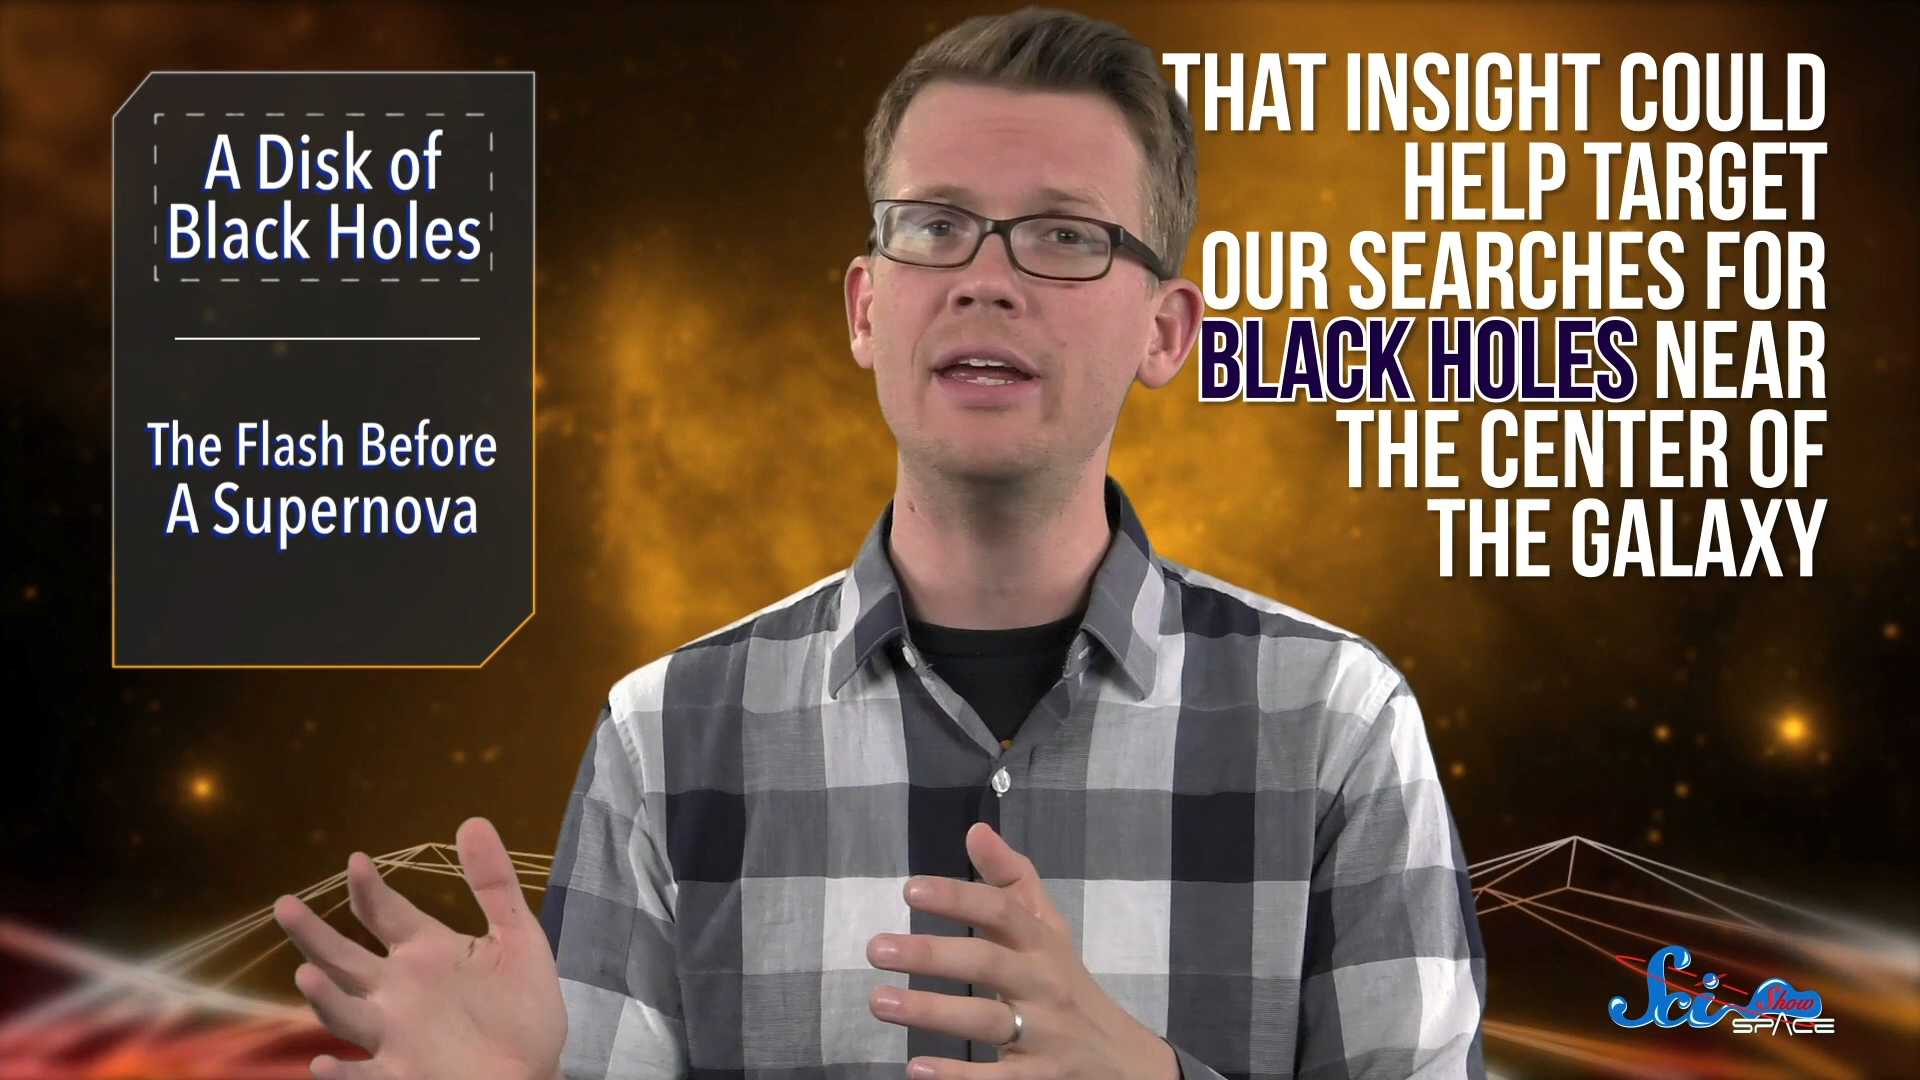 A Disk of
Black Holes
The Flash Before
A Supernova
THAT INSIGHT COULD
HELP TARGET
OUR SEARCHES FOR
BLACK HOLES NEAR
THE CENTER OF
THE GALAXY
Sci Show
SPACE